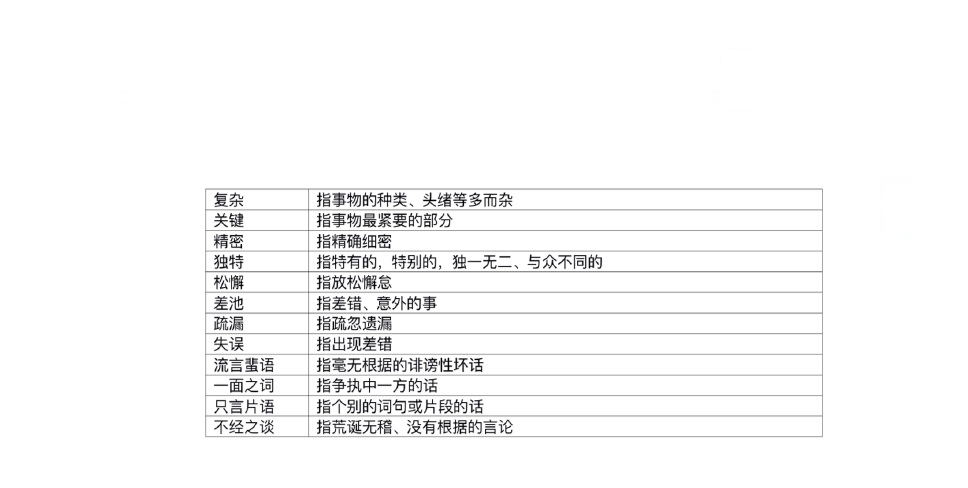 复杂 指事物的种类、头绪等多而杂
关键 指事物最紧要的部分
精密 指精确细密
独特 指特有的，特别的，独一无二、与众不同的
松懈 指放松懈怠
差池 指差错、意外的事
疏漏 指疏忽遗漏
失误 指出现差错
流言蜚语 指毫无根据的诽谤性坏话
一面之词 指争执中一方的话
只言片语 指个别的词句或片段的话
不经之谈 指荒诞无稽、没有根据的言论